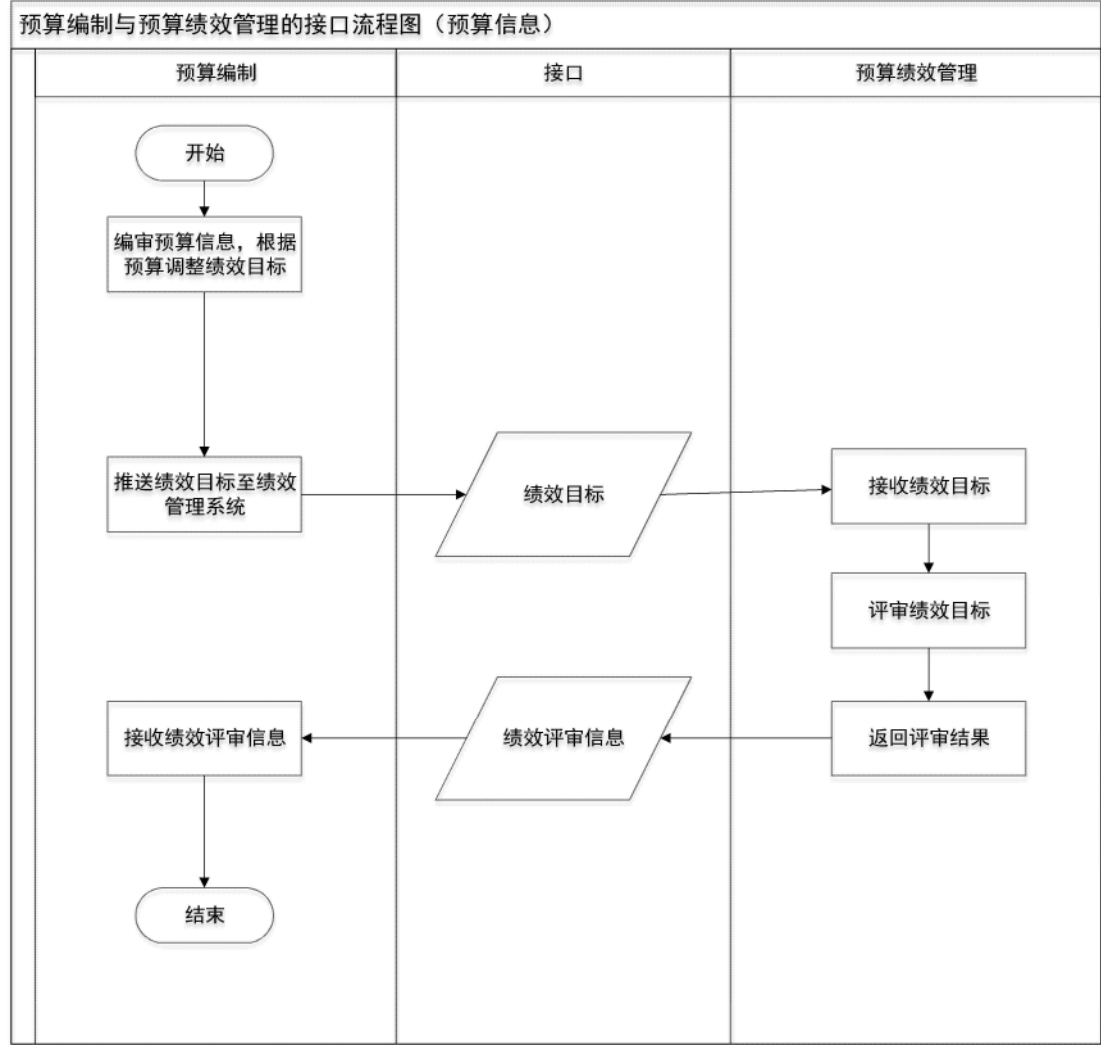 预算编制与预算绩效管理的接口流程图（预算信息）
预算编制
接口
预算绩效管理
开始
编审预算信息，根据
预算调整绩效目标
推送绩效目标至绩效
管理系统
绩效目标
接收绩效目标
评审绩效目标
接收绩效评审信息
绩效评审信息
返回评审结果
结束